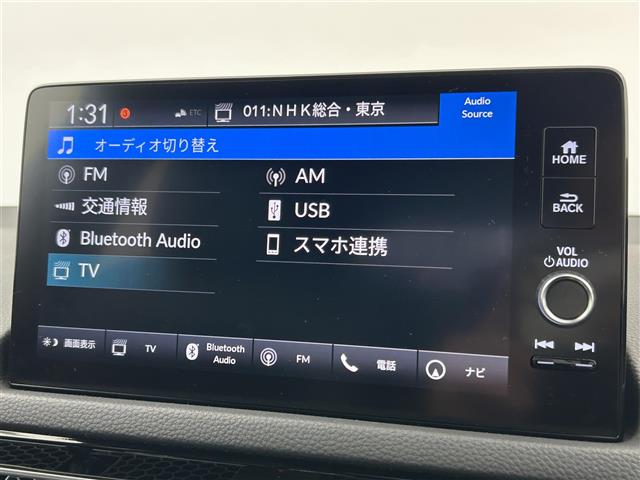 1:31 3 ETC 011:NHK総合・東京 Audio Source
オーディオ切り替え
FM AM
交通情報 USB
Bluetooth Audio スマホ連携
TV
画面表示 TV Bluetooth Audio FM 電話 ナビ
HOME
BACK
VOL
AUDIO